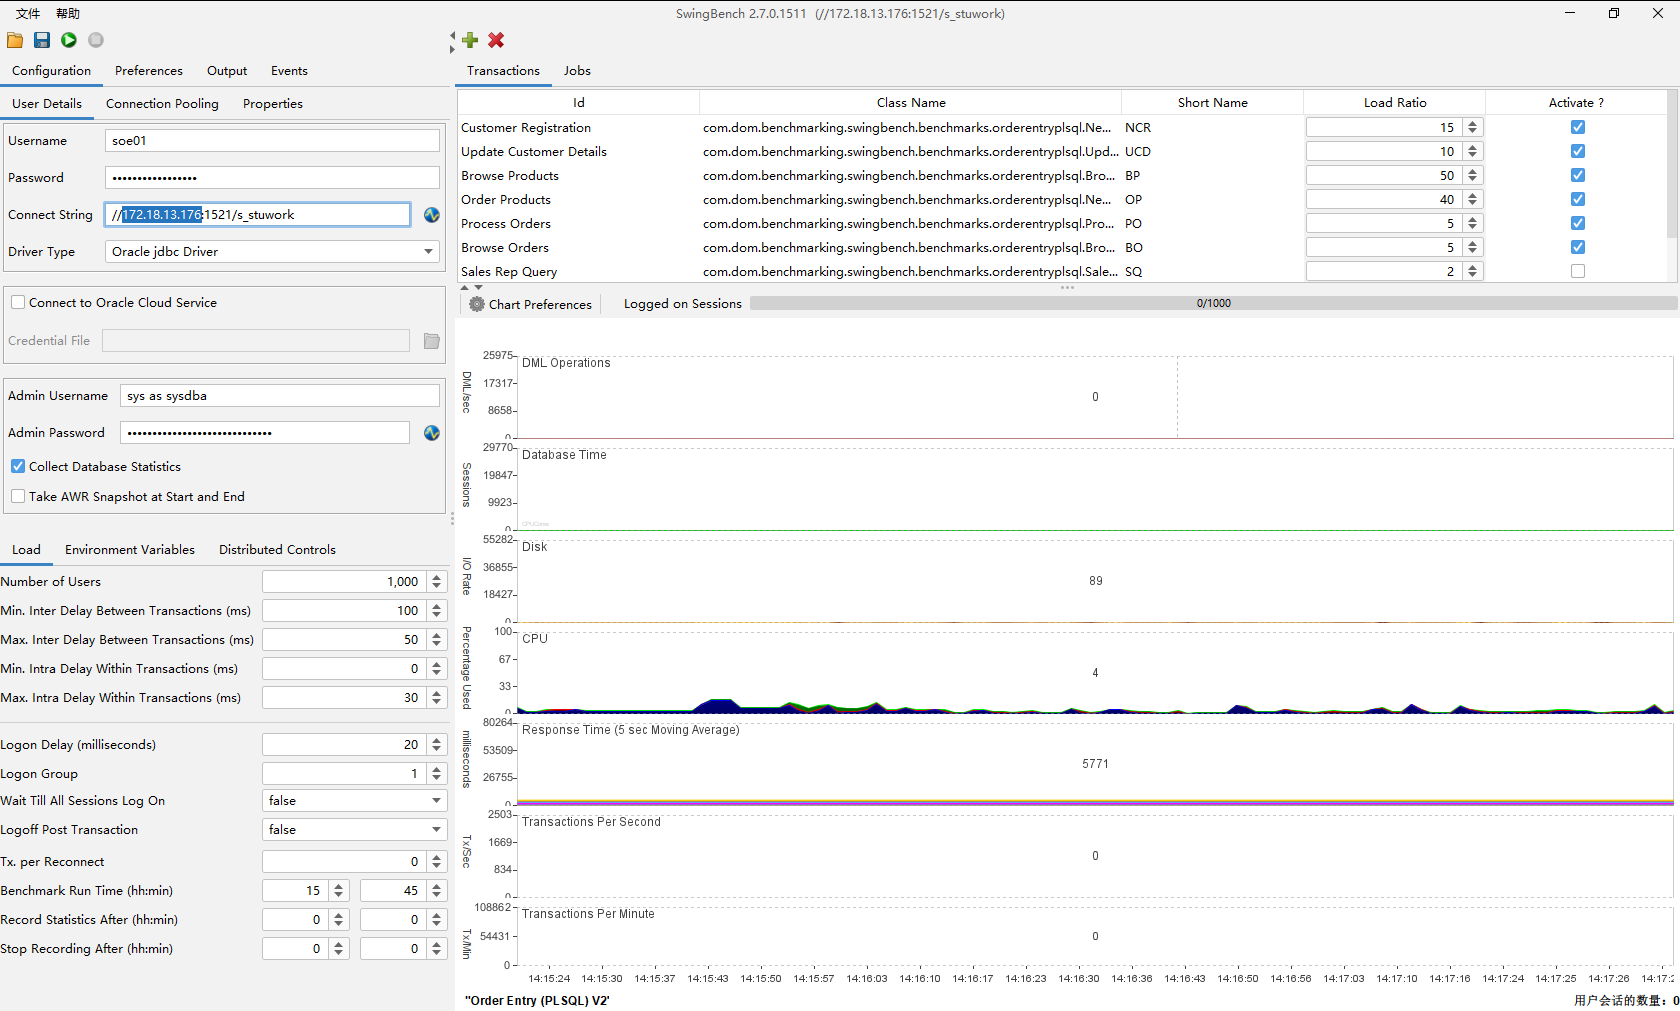 文件 帮助
SwingBench 2.7.0.1511 (//172.18.13.176:1521/s_stuwork)
Configuration Preferences Output Events
User Details Connection Pooling Properties
Username soe01
Password •••••••••••••••••
Connect String //172.18.13.176:1521/s_stuwork
Driver Type Oracle jdbc Driver
Connect to Oracle Cloud Service
Credential File
Admin Username sys as sysdba
Admin Password •••••••••••••••••••••••••••••
Collect Database Statistics
Take AWR Snapshot at Start and End
Load Environment Variables Distributed Controls
Number of Users 1,000
Min. Inter Delay Between Transactions (ms) 100
Max. Inter Delay Between Transactions (ms) 50
Min. Intra Delay Within Transactions (ms) 0
Max. Intra Delay Within Transactions (ms) 30
Logon Delay (milliseconds) 20
Logon Group 1
Wait Till All Sessions Log On false
Logoff Post Transaction false
Tx. per Reconnect 0
Benchmark Run Time (hh:min) 15 45
Record Statistics After (hh:min) 0 0
Stop Recording After (hh:min) 0 0
Transactions Jobs
Id Class Name Short Name Load Ratio Activate ?
Customer Registration com.dom.benchmarking.swingbench.benchmarks.orderentryplsql.Ne... NCR 15
Update Customer Details com.dom.benchmarking.swingbench.benchmarks.orderentryplsql.Upd... UCD 10
Browse Products com.dom.benchmarking.swingbench.benchmarks.orderentryplsql.Bro... BP 50
Order Products com.dom.benchmarking.swingbench.benchmarks.orderentryplsql.Ne... OP 40
Process Orders com.dom.benchmarking.swingbench.benchmarks.orderentryplsql.Pro... PO 5
Browse Orders com.dom.benchmarking.swingbench.benchmarks.orderentryplsql.Bro... BO 5
Sales Rep Query com.dom.benchmarking.swingbench.benchmarks.orderentryplsql.Sale... SQ 2
Chart Preferences Logged on Sessions 0/1000
DML/sec
25975
17317
8658
0
DML Operations
0
Sessions
29770
19847
9923
0
Database Time
I/O Rate
55282
36855
18427
0
Disk
89
Percentage Used
100
67
33
0
CPU
4
milliseconds
80264
53509
26755
0
Response Time (5 sec Moving Average)
5771
Tx/Sec
2503
1669
834
0
Transactions Per Second
0
Tx/Min
108862
54431
0
Transactions Per Minute
0
14:15:24 14:15:30 14:15:37 14:15:43 14:15:50 14:15:57 14:16:03 14:16:10 14:16:17 14:16:23 14:16:30 14:16:36 14:16:43 14:16:50 14:16:56 14:17:03 14:17:10 14:17:16 14:17:24 14:17:25 14:17:26 14:17:2
"Order Entry (PLSQL) V2'
用户会话的数量：0